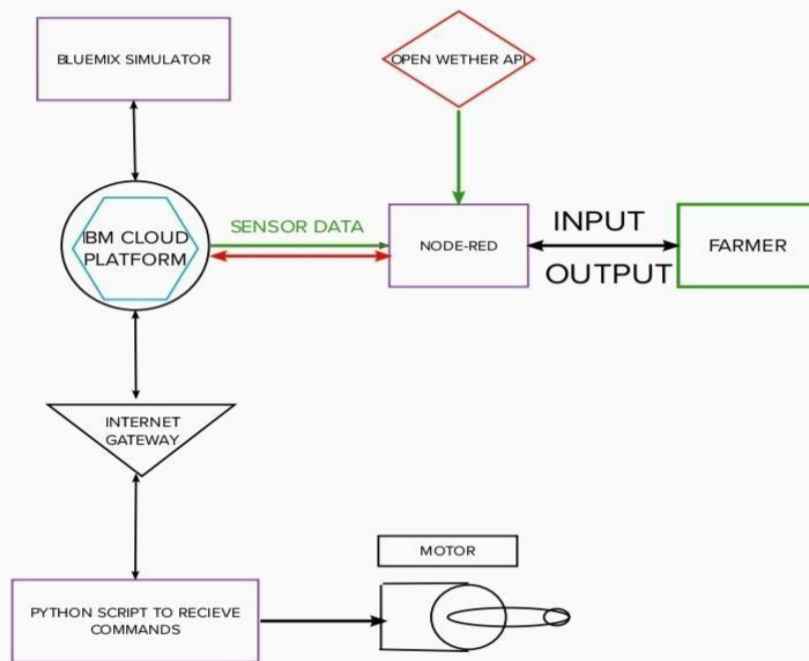 BLUEMIX SIMULATOR
OPEN WETHER API
IBM CLOUD
PLATFORM
SENSOR DATA
NODE-RED
INPUT
OUTPUT
FARMER
INTERNET
GATEWAY
MOTOR
PYTHON SCRIPT TO RECIEVE
COMMANDS